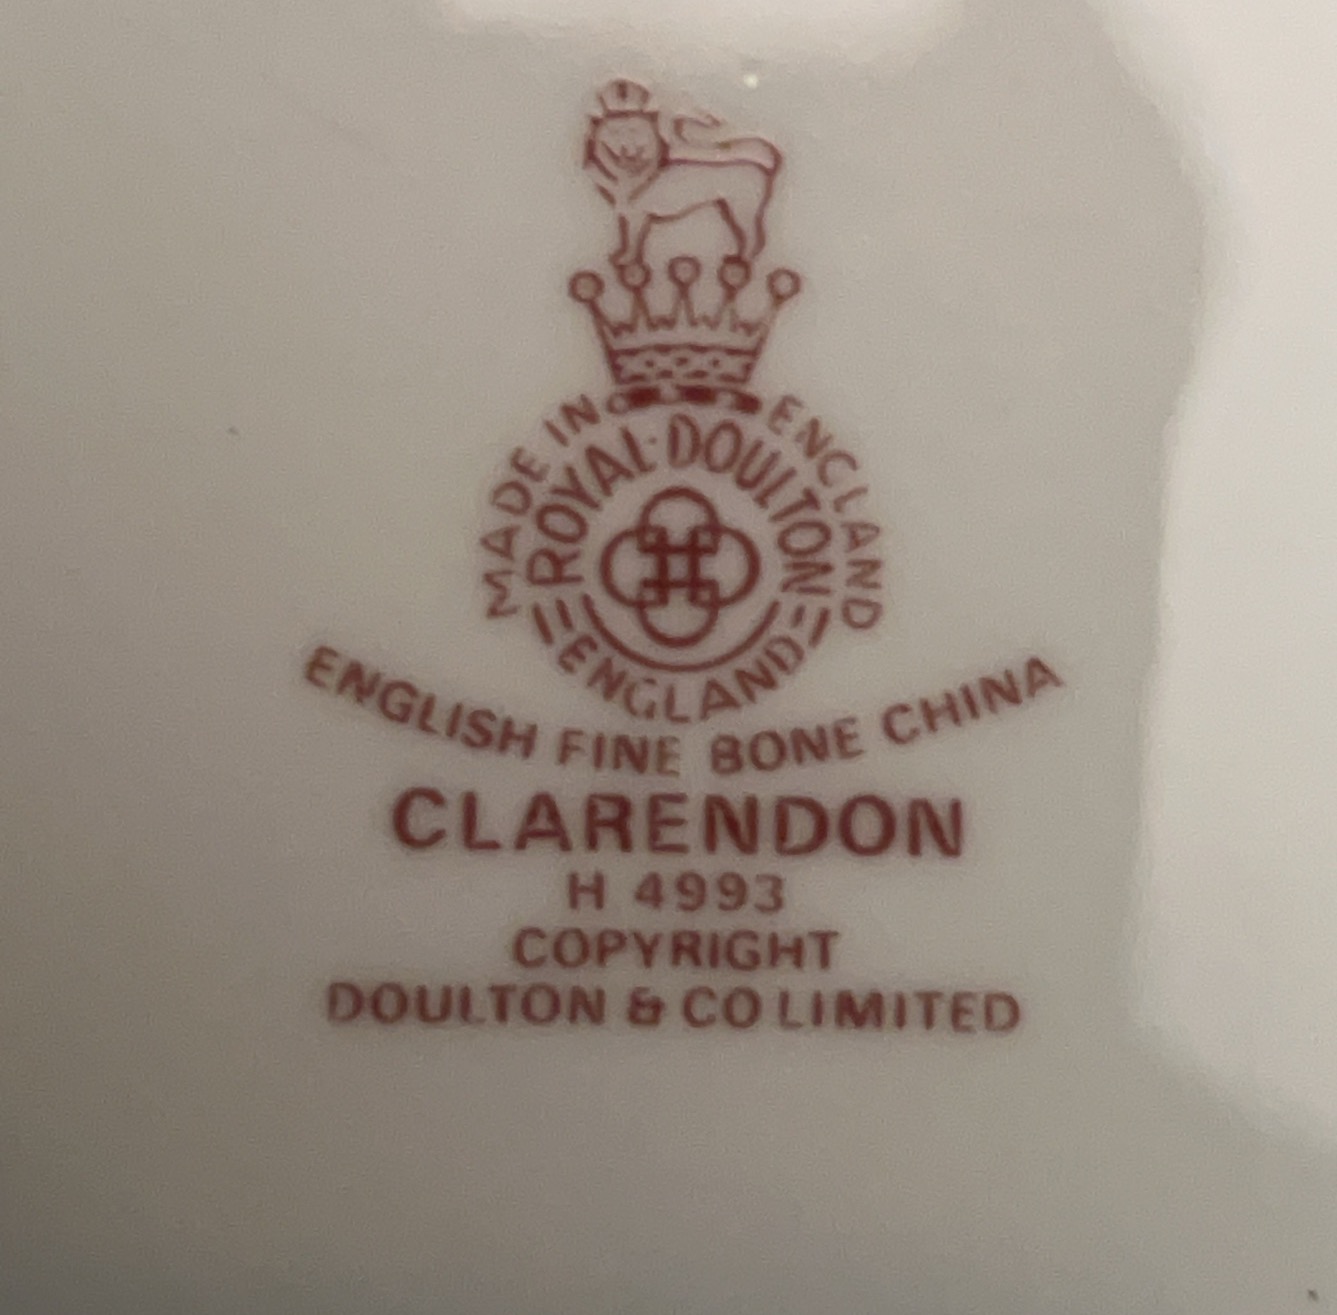 MADE IN ENGLAND
ROYAL·DOULTON
ENGLAND
ENGLISH FINE BONE CHINA
CLARENDON
H 4993
COPYRIGHT
DOULTON & CO LIMITED